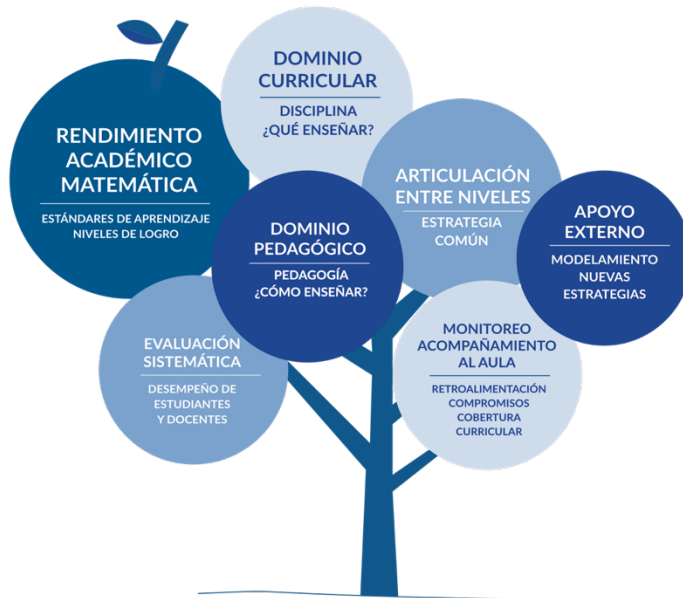 RENDIMIENTO
ACADÉMICO
MATEMÁTICA
ESTÁNDARES DE APRENDIZAJE
NIVELES DE LOGRO
DOMINIO
CURRICULAR
DISCIPLINA
¿QUÉ ENSEÑAR?
DOMINIO
PEDAGÓGICO
PEDAGOGÍA
¿CÓMO ENSEÑAR?
ARTICULACIÓN
ENTRE NIVELES
ESTRATEGIA
COMÚN
APOYO
EXTERNO
MODELAMIENTO
NUEVAS
ESTRATEGIAS
EVALUACIÓN
SISTEMÁTICA
DESEMPEÑO DE
ESTUDIANTES
Y DOCENTES
MONITOREO
ACOMPAÑAMIENTO
AL AULA
RETROALIMENTACIÓN
COMPROMISOS
COBERTURA
CURRICULAR